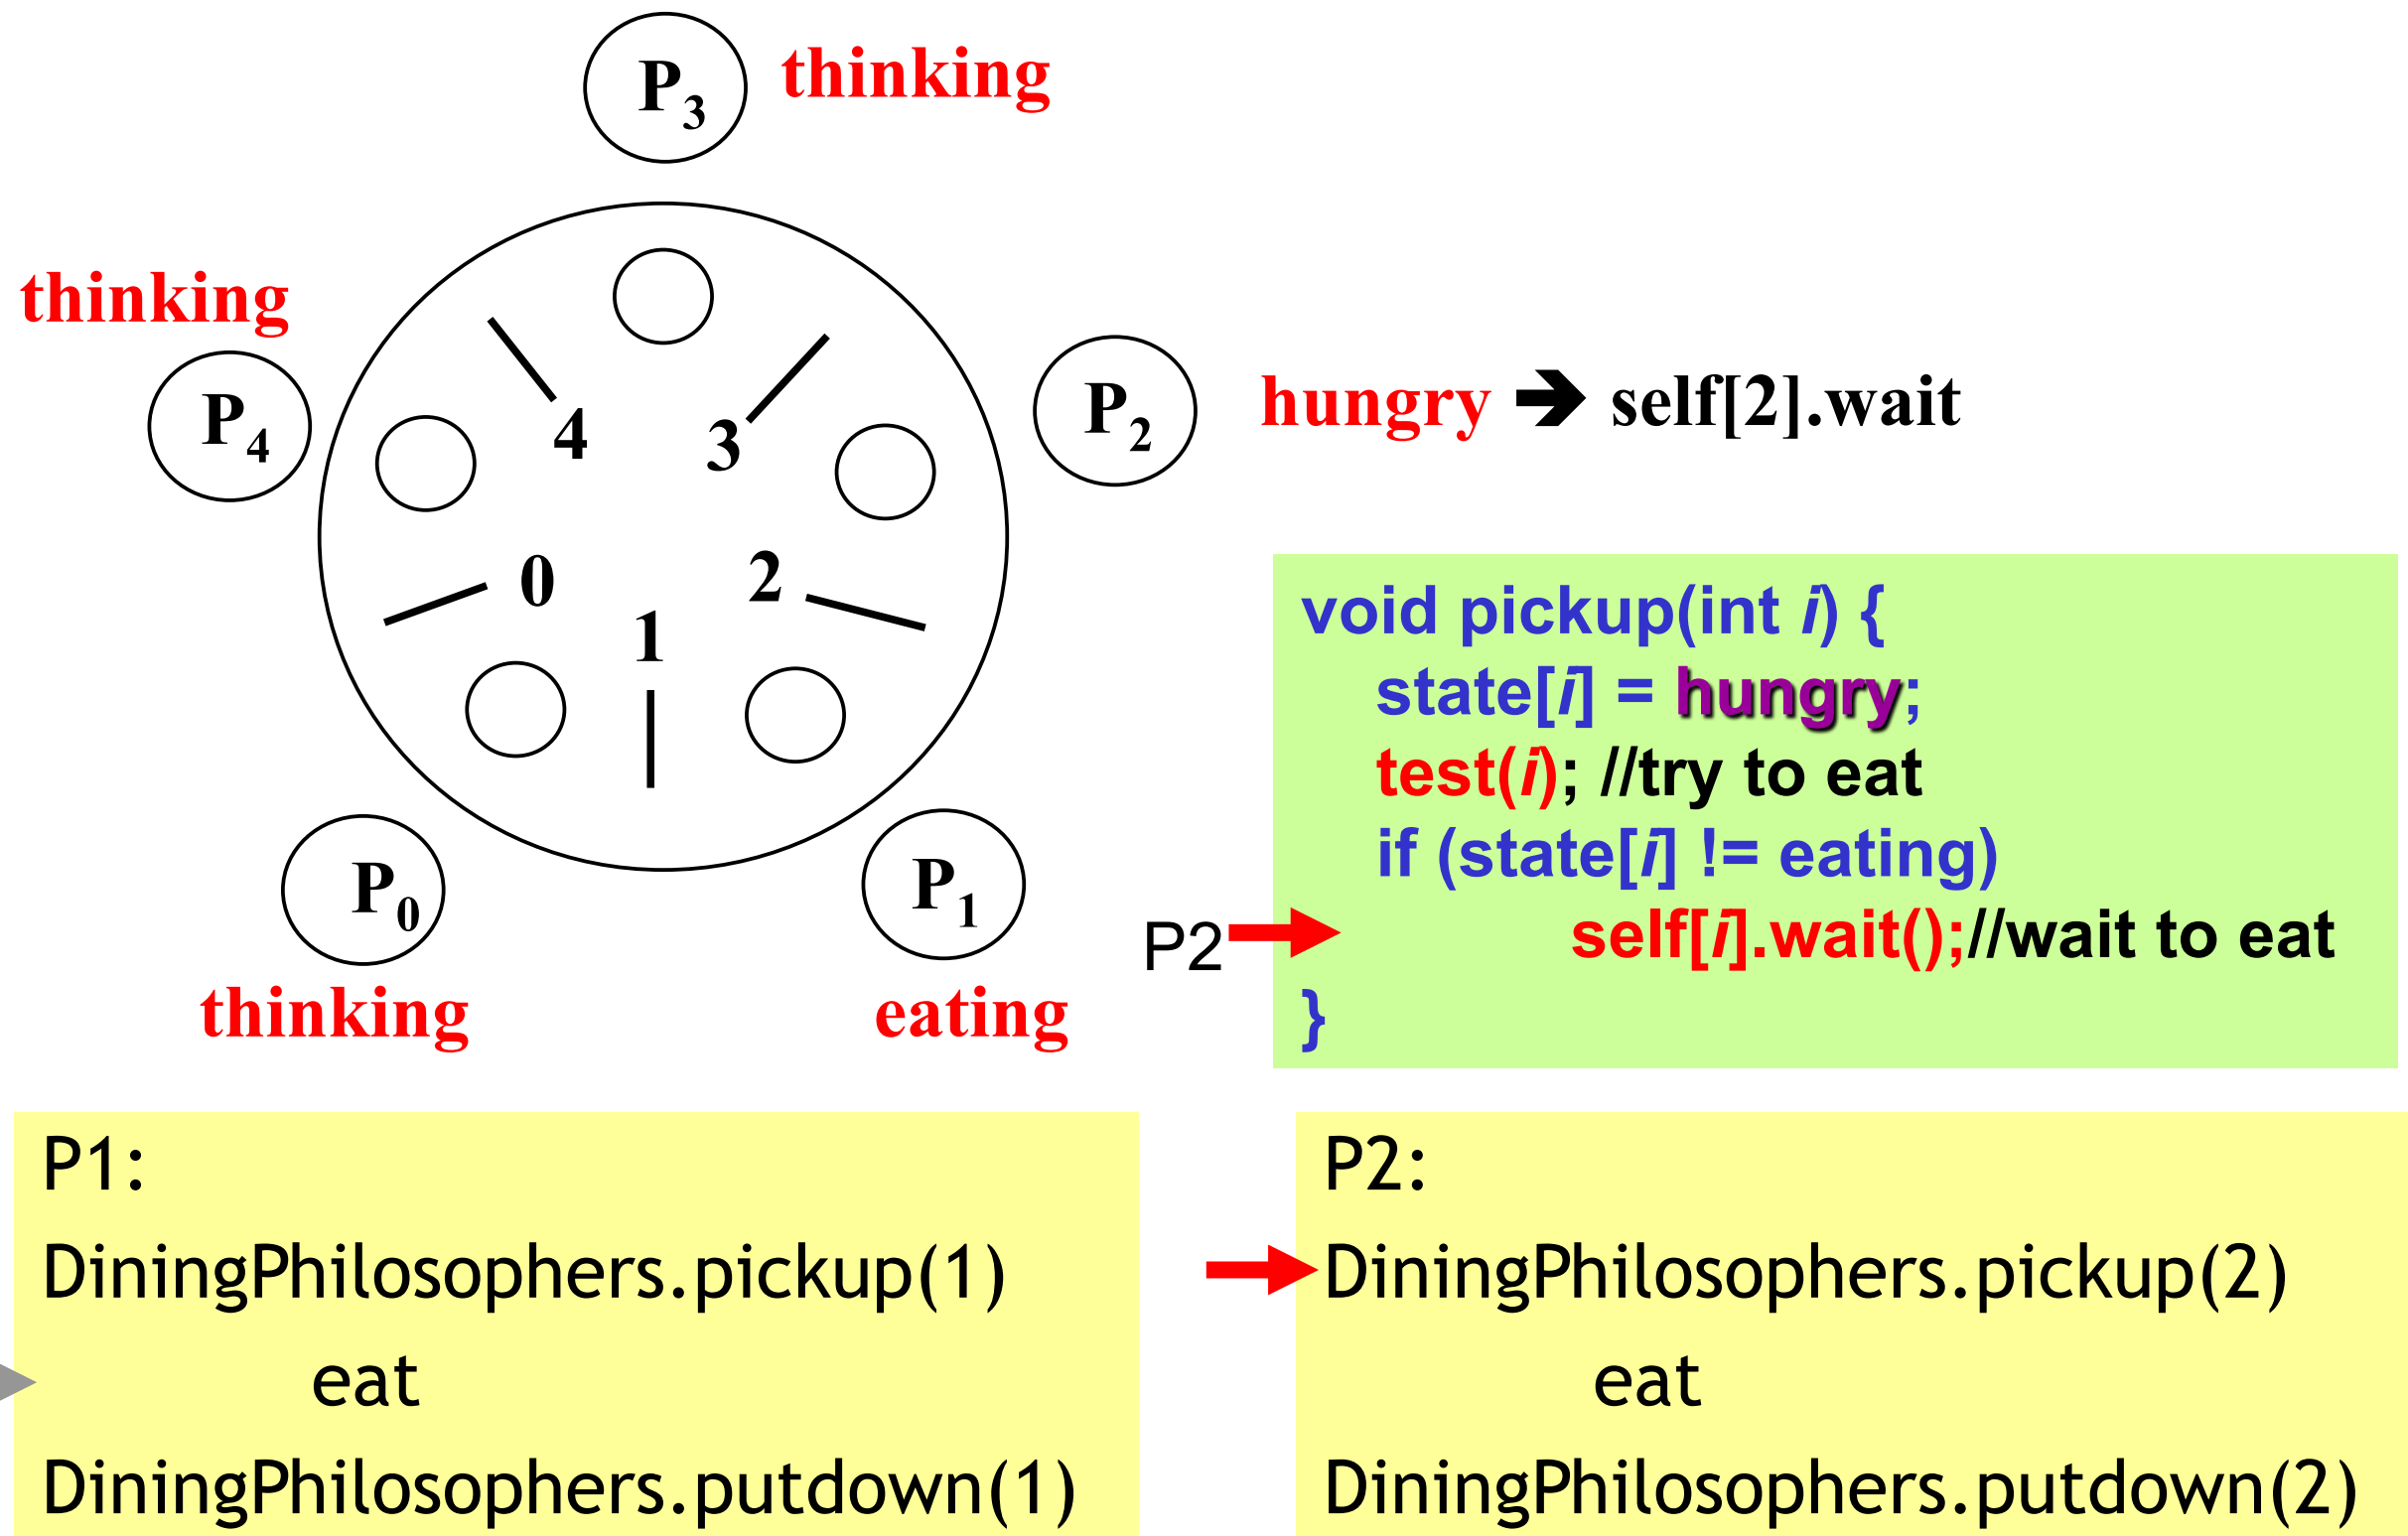 P3 thinking
thinking
P4
P2
hungry 🡺 self[2].wait
4
3
0
2
1
P0
P1
thinking
eating
void pickup(int i) {
state[i] = hungry;
test(i); //try to eat
if (state[i] != eating)
P2
self[i].wait();//wait to eat
}
P1:
DiningPhilosophers.pickup(1)
eat
DiningPhilosophers.putdown(1)
P2:
DiningPhilosophers.pickup(2)
eat
DiningPhilosophers.putdown(2)